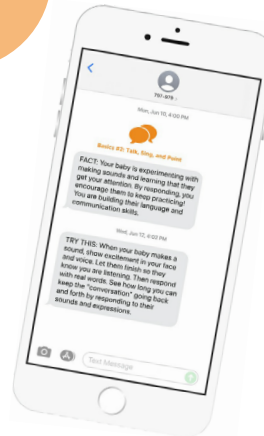 Mon, Jun 10, 4:00 PM
Basics #2: Talk, Sing, and Point
FACT: Your baby is experimenting with
making sounds and learning that they
get your attention. By responding, you
encourage them to keep practicing!
You are building their language and
communication skills.
Wed, Jun 12, 4:00 PM
TRY THIS: When your baby makes a
sound, show excitement in your face
and voice. Let them finish so they
know you are listening. Then respond
with real words. See how long you can
keep the "conversation" going back
and forth by responding to their
sounds and expressions.
Text Message